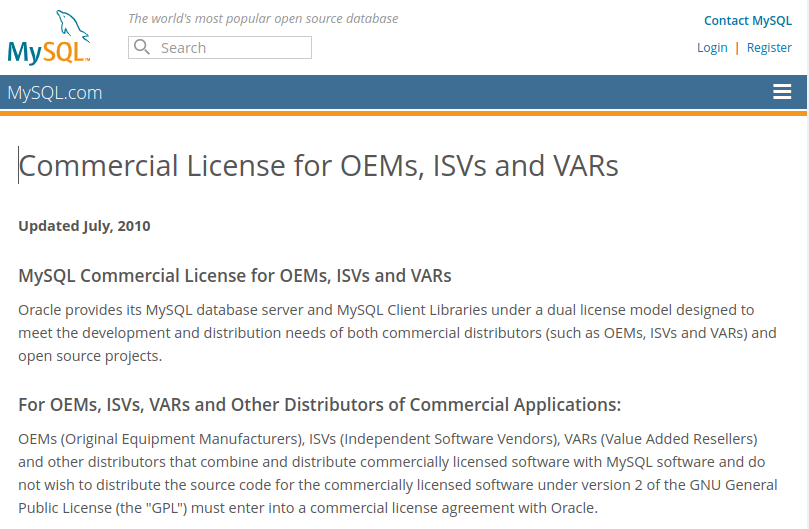 MySQL™
The world's most popular open source database
Search
Contact MySQL
Login | Register
MySQL.com
Commercial License for OEMs, ISVs and VARs
Updated July, 2010
MySQL Commercial License for OEMs, ISVs and VARs
Oracle provides its MySQL database server and MySQL Client Libraries under a dual license model designed to
meet the development and distribution needs of both commercial distributors (such as OEMs, ISVs and VARs) and
open source projects.
For OEMs, ISVs, VARs and Other Distributors of Commercial Applications:
OEMs (Original Equipment Manufacturers), ISVs (Independent Software Vendors), VARs (Value Added Resellers)
and other distributors that combine and distribute commercially licensed software with MySQL software and do
not wish to distribute the source code for the commercially licensed software under version 2 of the GNU General
Public License (the "GPL") must enter into a commercial license agreement with Oracle.